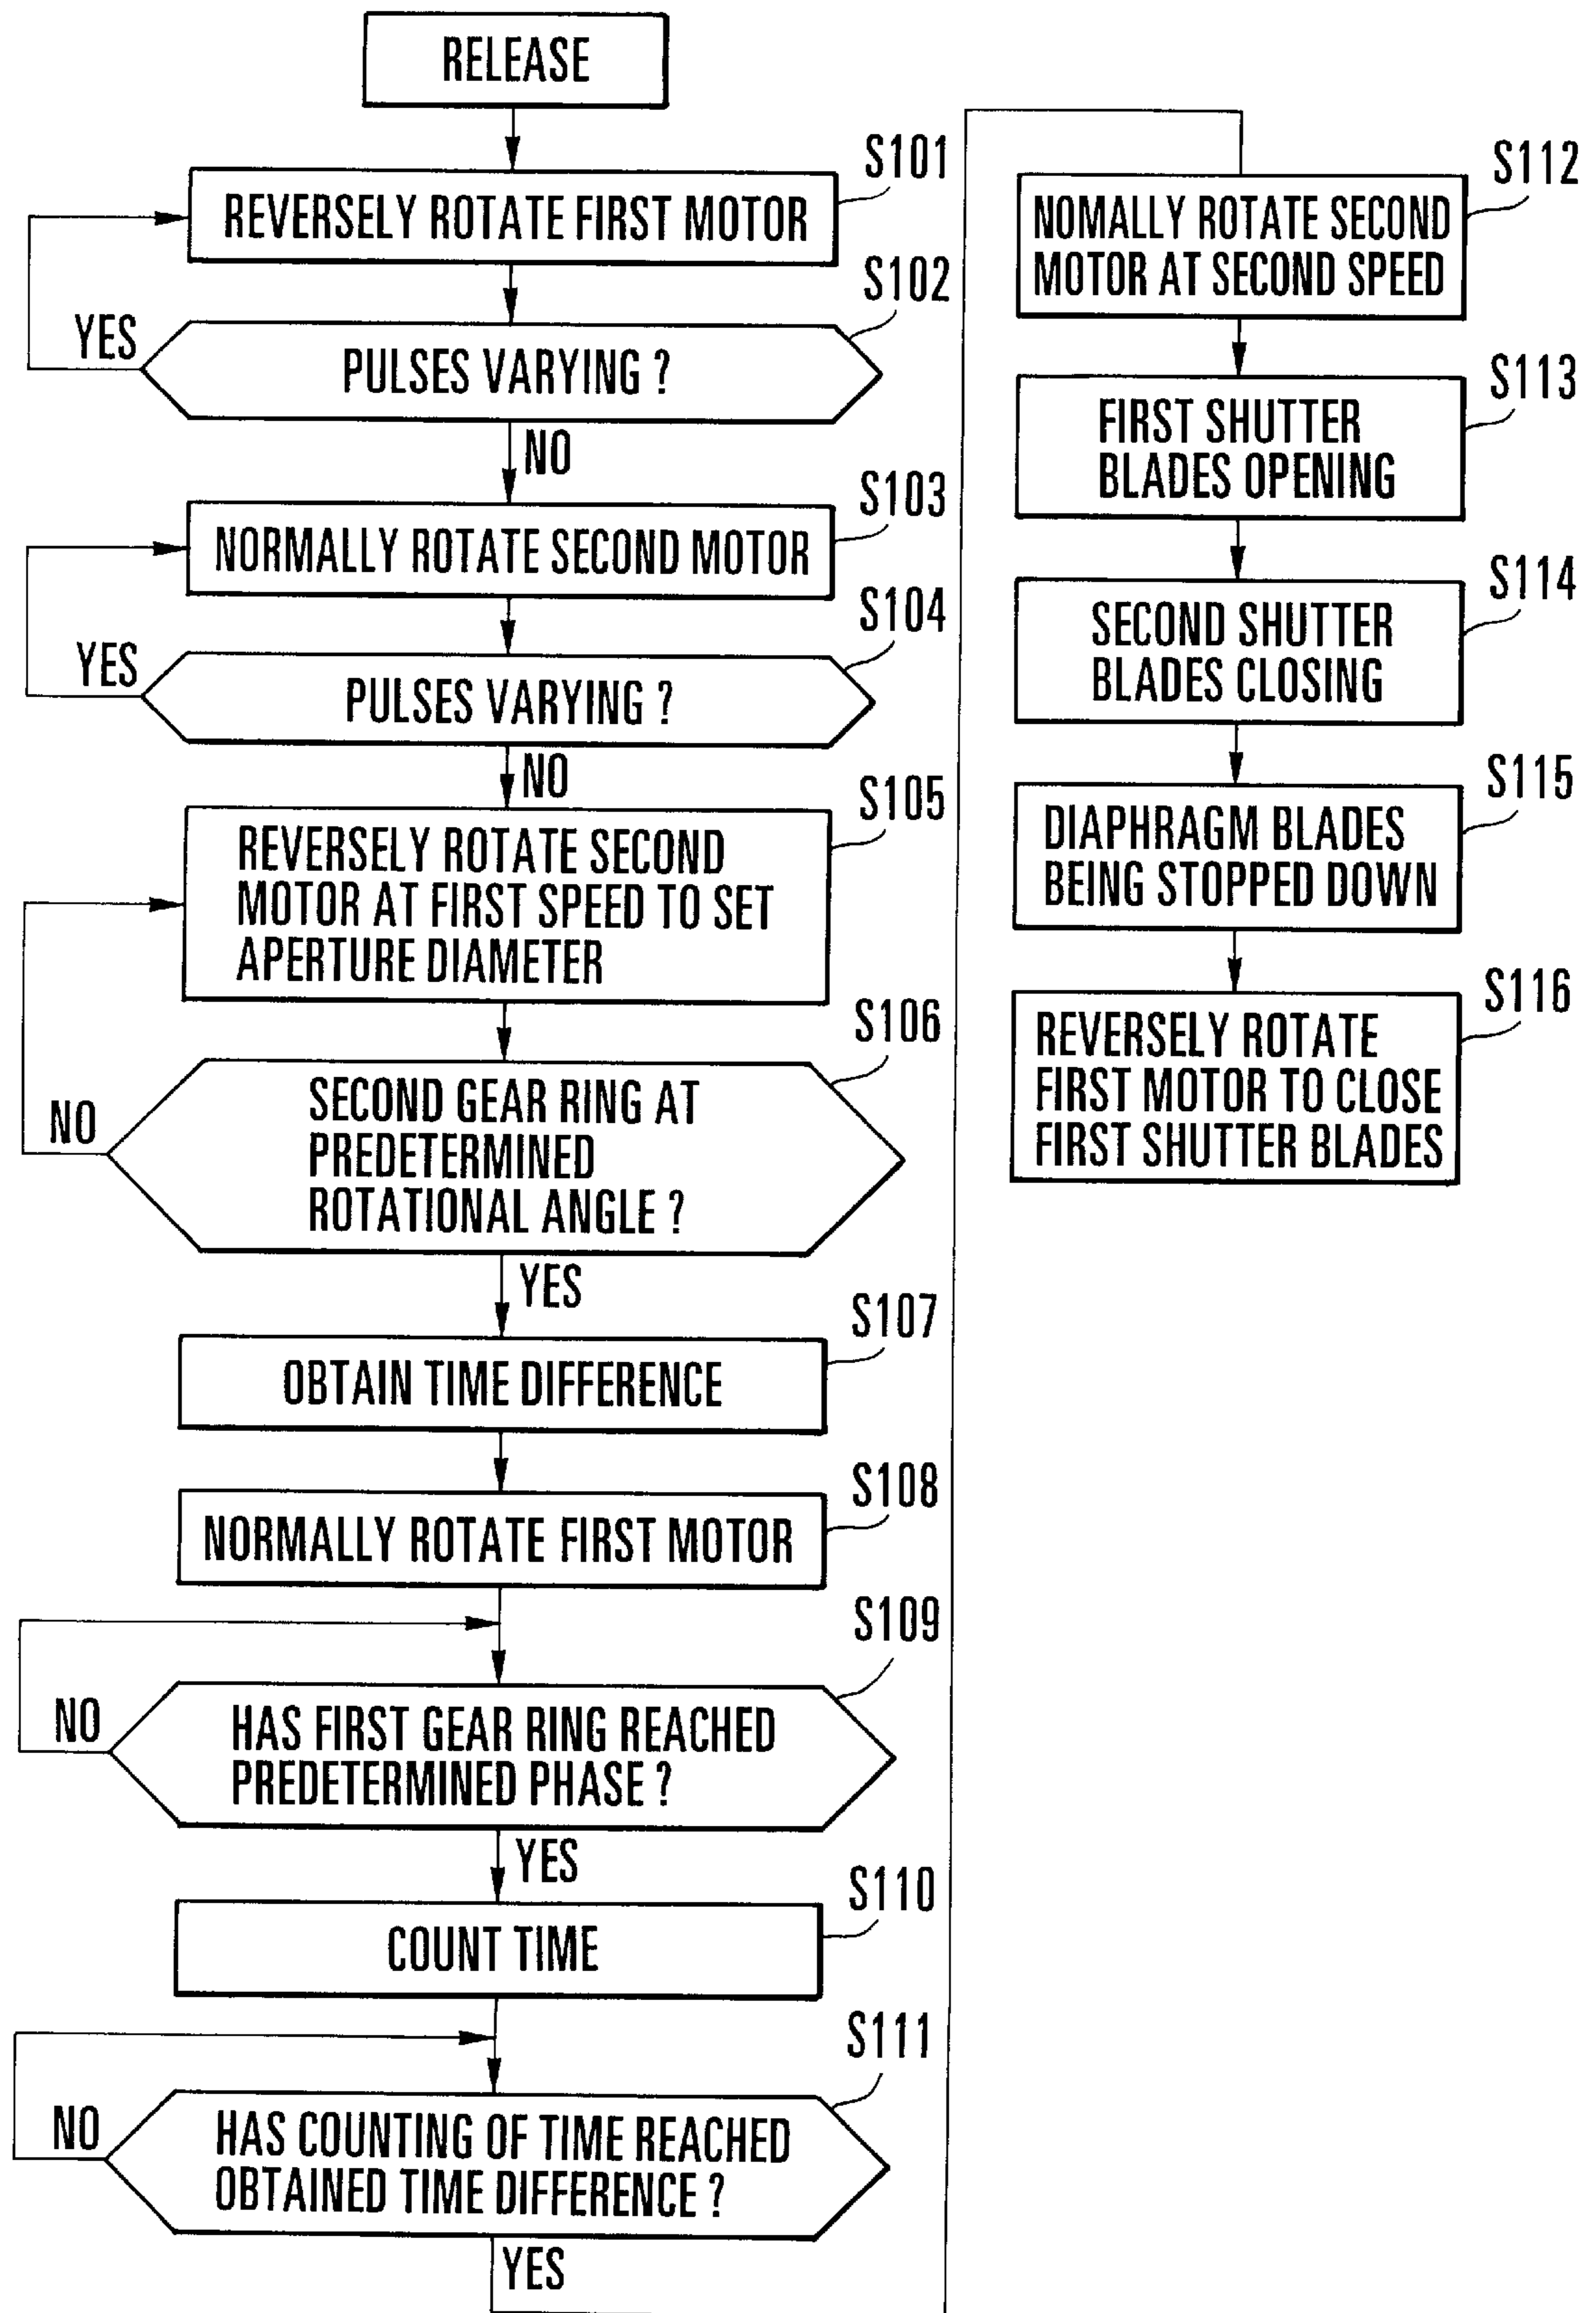 RELEASE
S101
REVERSELY ROTATE FIRST MOTOR
S102
YES
PULSES VARYING ?
NO
S103
NORMALLY ROTATE SECOND MOTOR
S104
YES
PULSES VARYING ?
NO
S105
REVERSELY ROTATE SECOND
MOTOR AT FIRST SPEED TO SET
APERTURE DIAMETER
S106
NO
SECOND GEAR RING AT
PREDETERMINED
ROTATIONAL ANGLE ?
YES
S107
OBTAIN TIME DIFFERENCE
S108
NORMALLY ROTATE FIRST MOTOR
S109
NO
HAS FIRST GEAR RING REACHED
PREDETERMINED PHASE ?
YES
S110
COUNT TIME
S111
NO
HAS COUNTING OF TIME REACHED
OBTAINED TIME DIFFERENCE ?
YES
S112
NOMALLY ROTATE SECOND
MOTOR AT SECOND SPEED
S113
FIRST SHUTTER
BLADES OPENING
S114
SECOND SHUTTER
BLADES CLOSING
S115
DIAPHRAGM BLADES
BEING STOPPED DOWN
S116
REVERSELY ROTATE
FIRST MOTOR TO CLOSE
FIRST SHUTTER BLADES